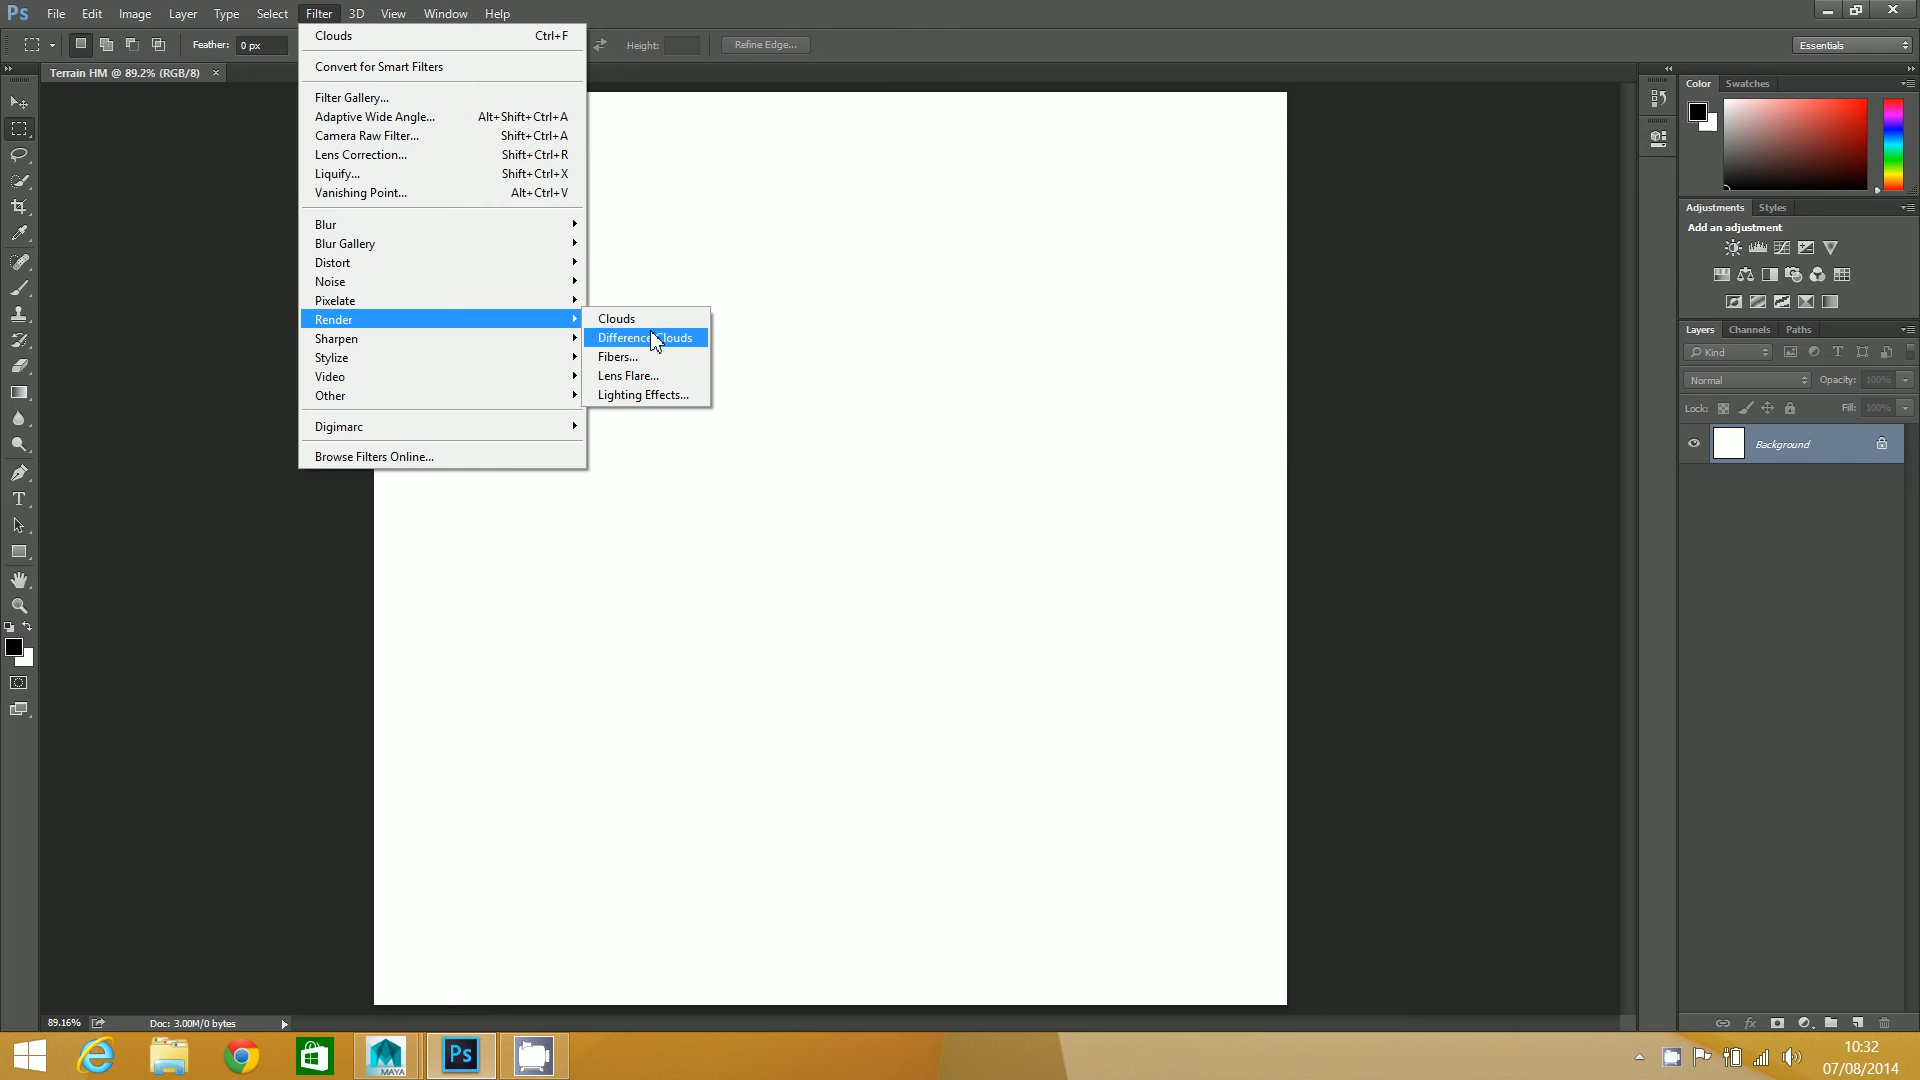 Ps File Edit Image Layer Type Select Filter 3D View Window Help
Feather: 0 px Height: Refine Edge... Essentials
Terrain HM @ 89.2% (RGB/8) ×
Clouds Ctrl+F
Convert for Smart Filters
Filter Gallery...
Adaptive Wide Angle... Alt+Shift+Ctrl+A
Camera Raw Filter... Shift+Ctrl+A
Lens Correction... Shift+Ctrl+R
Liquify... Shift+Ctrl+X
Vanishing Point... Alt+Ctrl+V
Blur
Blur Gallery
Distort
Noise
Pixelate
Render
Sharpen
Stylize
Video
Other
Digimarc
Browse Filters Online...
Clouds
Difference Clouds
Fibers...
Lens Flare...
Lighting Effects...
Color Swatches
Adjustments Styles
Add an adjustment
Layers Channels Paths
Kind
Normal Opacity: 100%
Lock: Fill: 100%
Background
89.16% Doc: 3.00M/0 bytes
MAYA Ps
10:32
07/08/2014